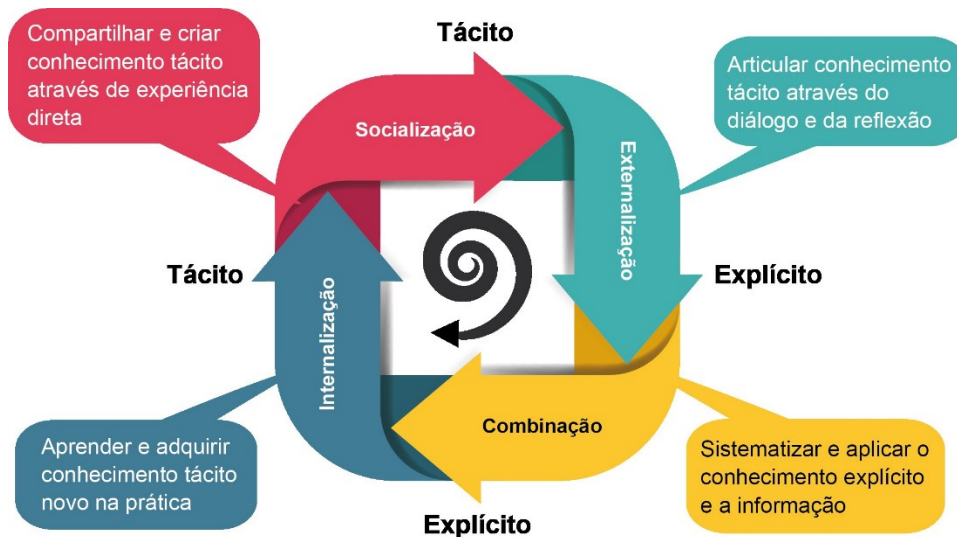 Compartilhar e criar
conhecimento tácito
através de experiência
direta
Tácito
Articular conhecimento
tácito através do
diálogo e da reflexão
Socialização
Externalização
Tácito
Explícito
Internalização
Combinação
Aprender e adquirir
conhecimento tácito
novo na prática
Explícito
Sistematizar e aplicar o
conhecimento explícito
e a informação